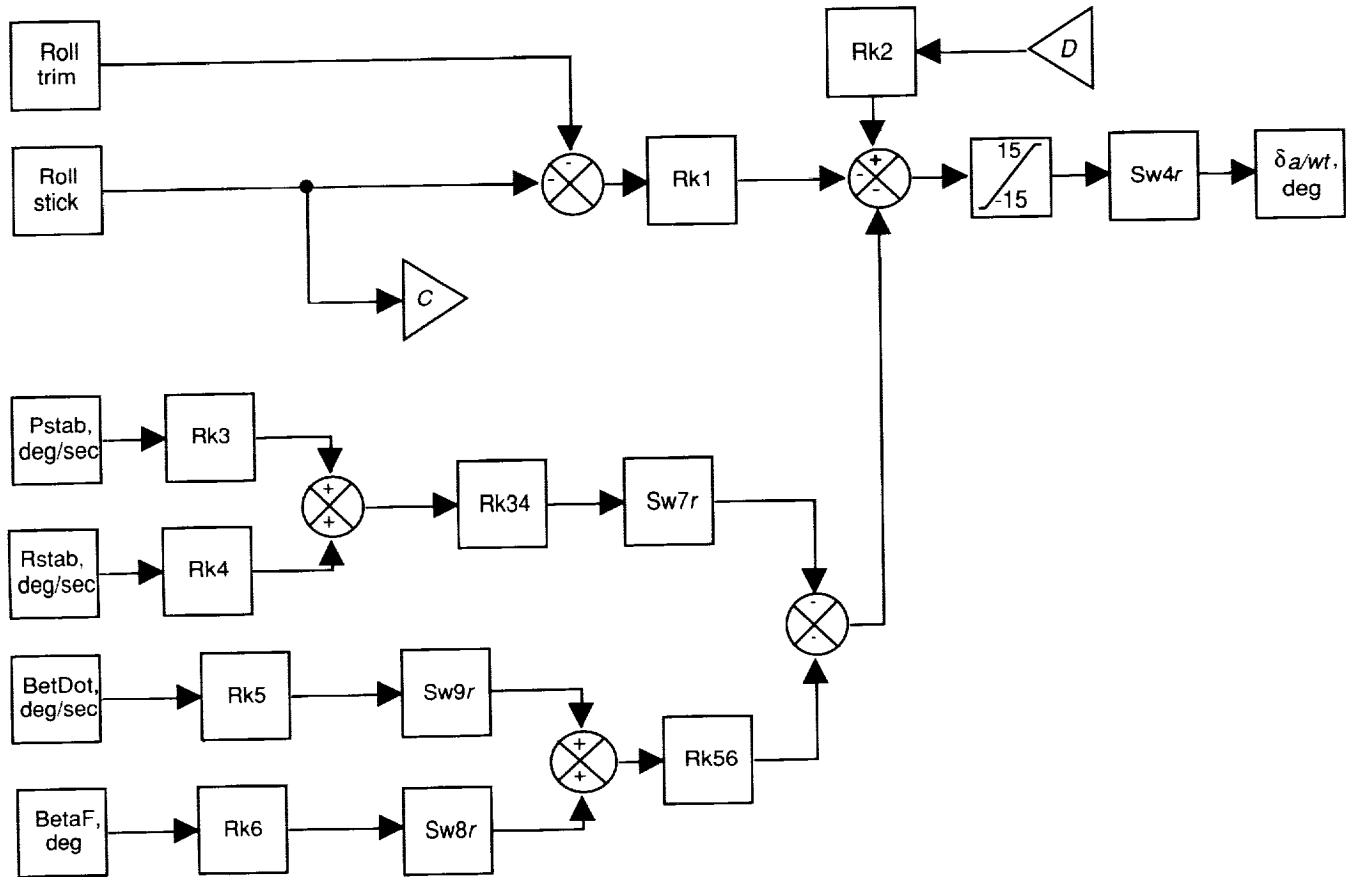 Roll
trim
Rk2
D
Roll
stick
-
-
Rk1
+
-
-
15
-15
Sw4r
δa/wt,
deg
C
Pstab,
deg/sec
Rk3
+
+
Rk34
Sw7r
Rstab,
deg/sec
Rk4
-
-
BetDot,
deg/sec
Rk5
Sw9r
+
+
Rk56
BetaF,
deg
Rk6
Sw8r